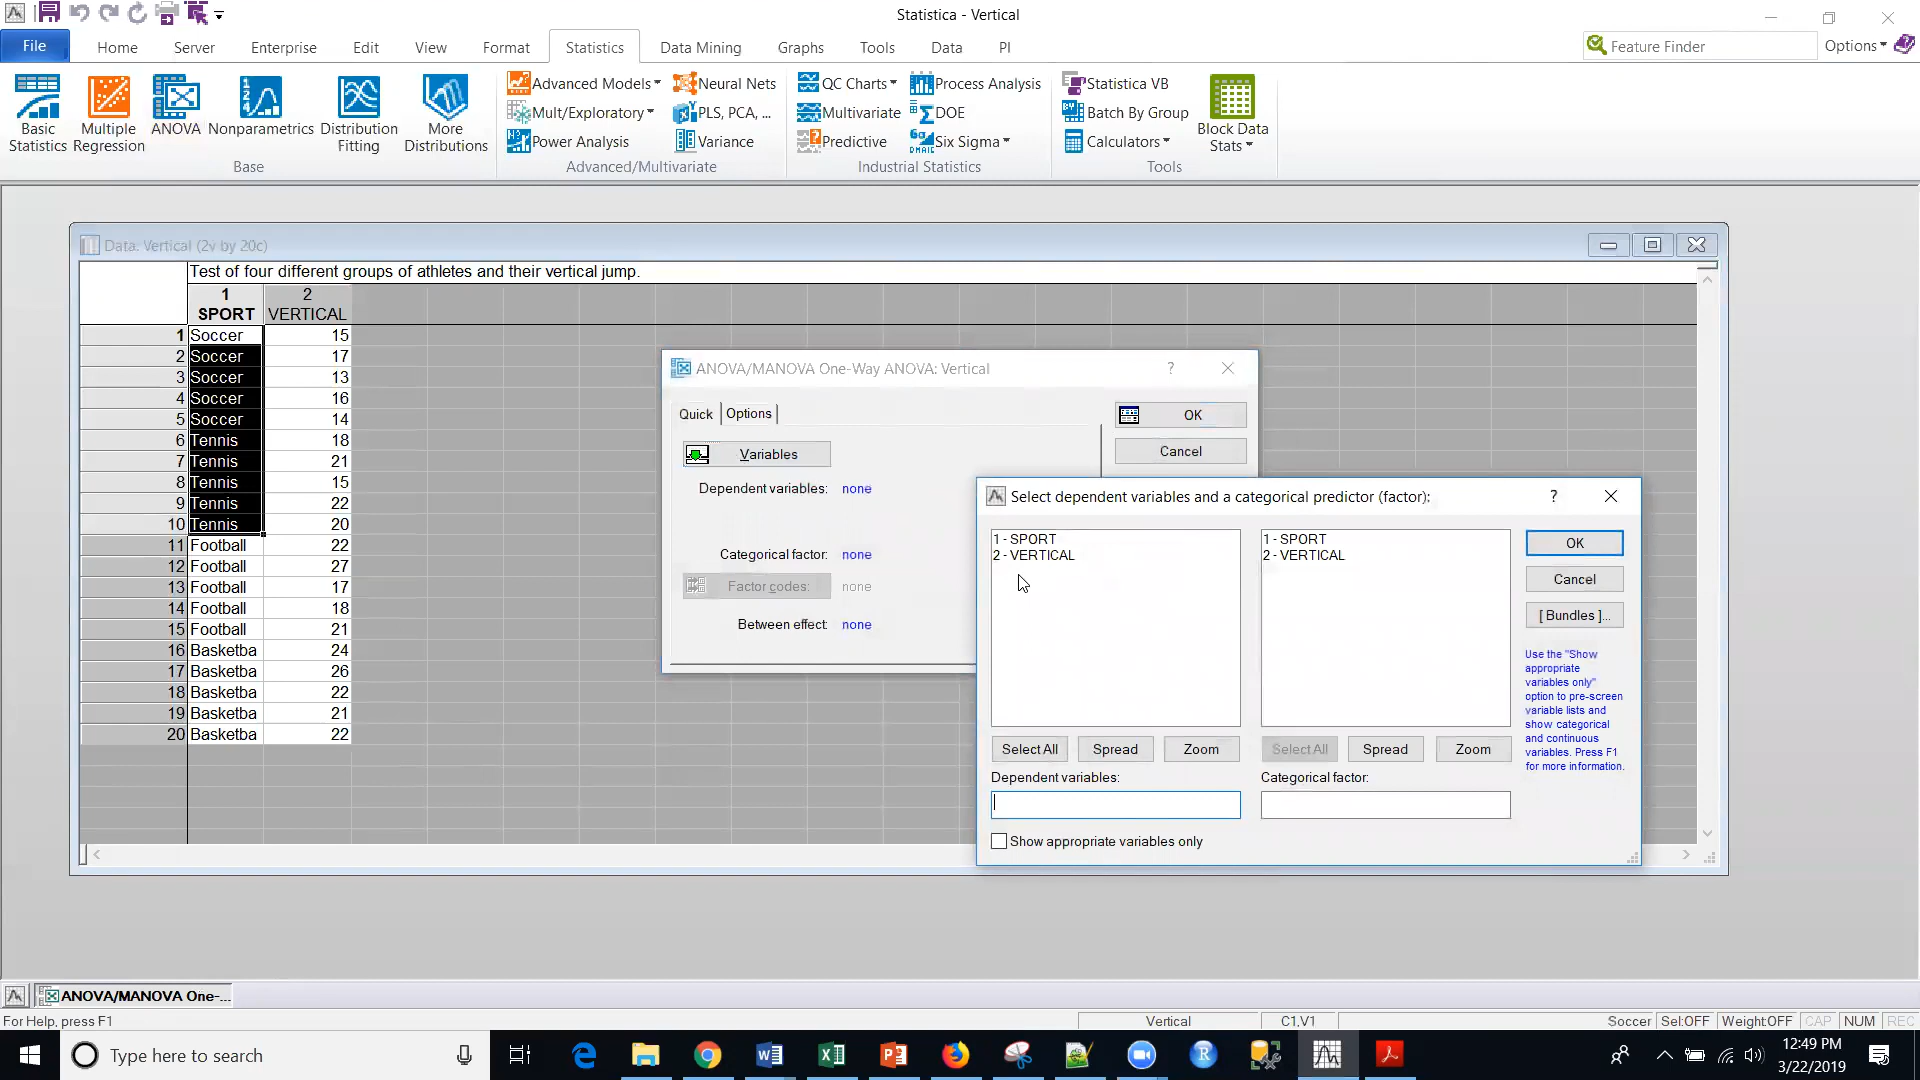 Statistica - Vertical
File Home Server Enterprise Edit View Format Statistics Data Mining Graphs Tools Data PI Feature Finder Options
Basic Statistics
Multiple Regression
ANOVA
Nonparametrics
Distribution Fitting
More Distributions
Base
Advanced Models
Mult/Exploratory
Power Analysis
Neural Nets
PLS, PCA, ...
Variance
Advanced/Multivariate
QC Charts
Multivariate
Predictive
Process Analysis
DOE
Six Sigma
Industrial Statistics
Statistica VB
Batch By Group
Calculators
Block Data Stats
Tools
Data: Vertical (2v by 20c)
Test of four different groups of athletes and their vertical jump.
1 2
SPORT VERTICAL
1 Soccer 15
2 Soccer 17
3 Soccer 13
4 Soccer 16
5 Soccer 14
6 Tennis 18
7 Tennis 21
8 Tennis 15
9 Tennis 22
10 Tennis 20
11 Football 22
12 Football 27
13 Football 17
14 Football 18
15 Football 21
16 Basketba 24
17 Basketba 26
18 Basketba 22
19 Basketba 21
20 Basketba 22
ANOVA/MANOVA One-Way ANOVA: Vertical ?
Quick Options
OK
Cancel
Variables
Dependent variables: none
Categorical factor: none
Factor codes: none
Between effect: none
Select dependent variables and a categorical predictor (factor): ?
1 - SPORT
2 - VERTICAL
1 - SPORT
2 - VERTICAL
OK
Cancel
[ Bundles ]...
Use the "Show
appropriate
variables only"
option to pre-screen
variable lists and
show categorical
and continuous
variables. Press F1
for more information.
Select All Spread Zoom Select All Spread Zoom
Dependent variables: Categorical factor:
Show appropriate variables only
ANOVA/MANOVA One-...
For Help, press F1 Vertical C1,V1 Soccer Sel:OFF Weight:OFF CAP NUM REC
Type here to search
12:49 PM
3/22/2019